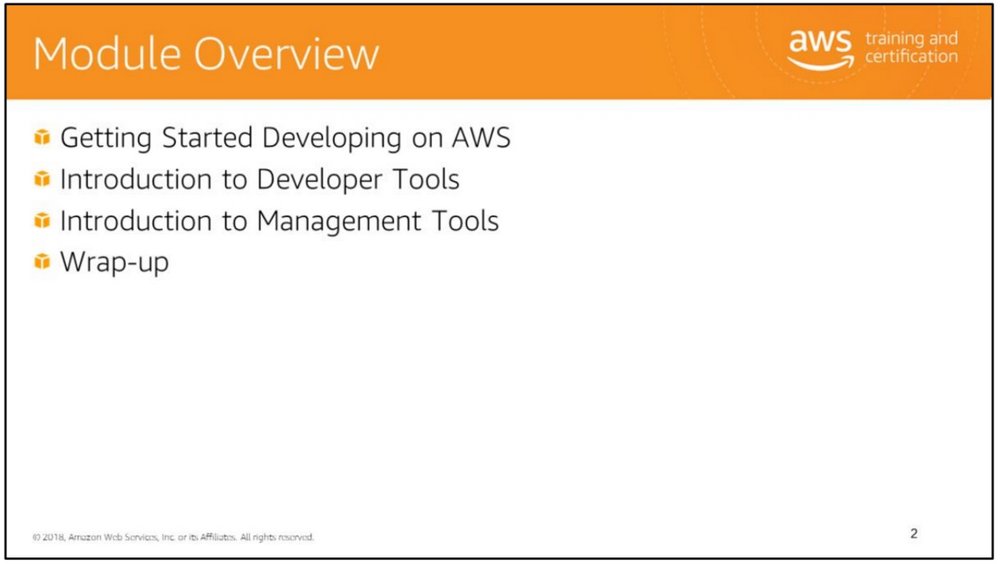 Module Overview
aws training and
certification
Getting Started Developing on AWS
Introduction to Developer Tools
Introduction to Management Tools
Wrap-up
© 2018, Amazon Web Services, Inc. or its Affiliates. All rights reserved.
2